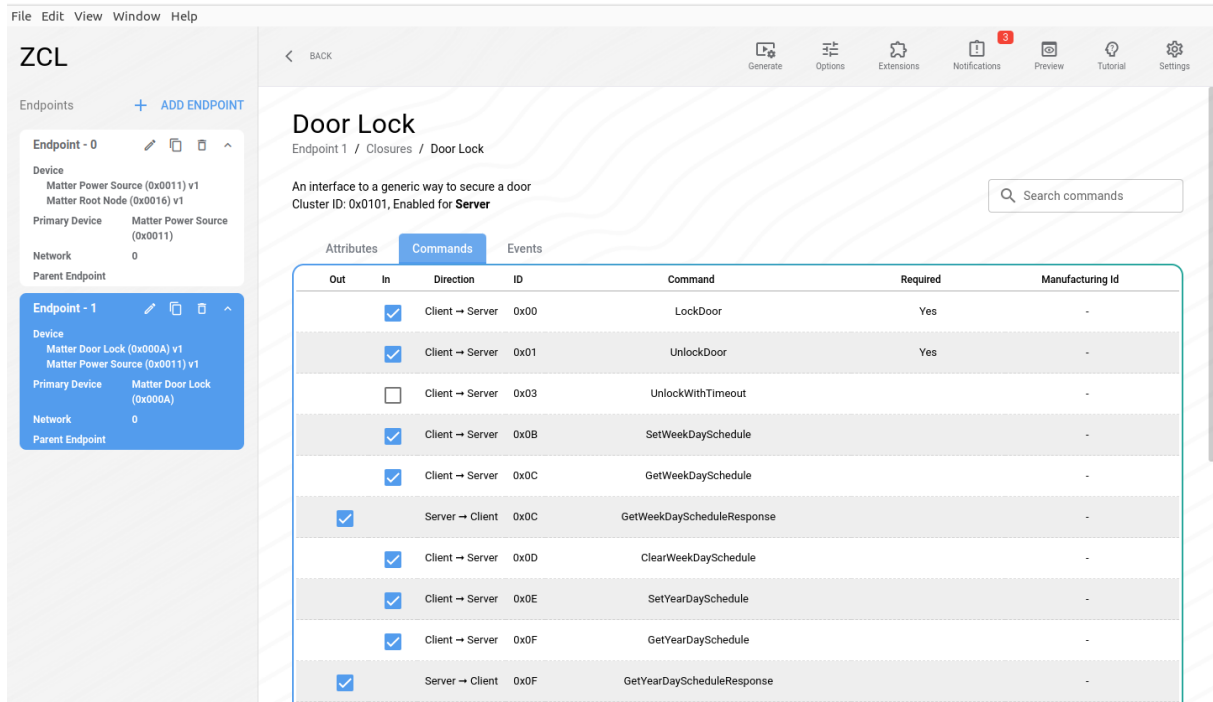 File Edit View Window Help
ZCL
Endpoints + ADD ENDPOINT
Endpoint - 0
Device
Matter Power Source (0x0011) v1
Matter Root Node (0x0016) v1
Primary Device Matter Power Source
(0x0011)
Network 0
Parent Endpoint
Endpoint - 1
Device
Matter Door Lock (0x000A) v1
Matter Power Source (0x0011) v1
Primary Device Matter Door Lock
(0x000A)
Network 0
Parent Endpoint
BACK
3
Generate Options Extensions Notifications Preview Tutorial Settings
Door Lock
Endpoint 1 / Closures / Door Lock
An interface to a generic way to secure a door
Cluster ID: 0x0101, Enabled for Server
Search commands
Attributes Commands Events
Out In Direction ID Command Required Manufacturing Id
Client → Server 0x00 LockDoor Yes -
Client → Server 0x01 UnlockDoor Yes -
Client → Server 0x03 UnlockWithTimeout -
Client → Server 0x0B SetWeekDaySchedule -
Client → Server 0x0C GetWeekDaySchedule -
Server → Client 0x0C GetWeekDayScheduleResponse -
Client → Server 0x0D ClearWeekDaySchedule -
Client → Server 0x0E SetYearDaySchedule -
Client → Server 0x0F GetYearDaySchedule -
Server → Client 0x0F GetYearDayScheduleResponse -